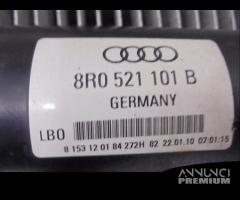 8R0 521 101 B
GERMANY
LB0
8 153 12 01 84 272H 82 22.01.10 07:01:15
ANNUNCI
PREMIUM